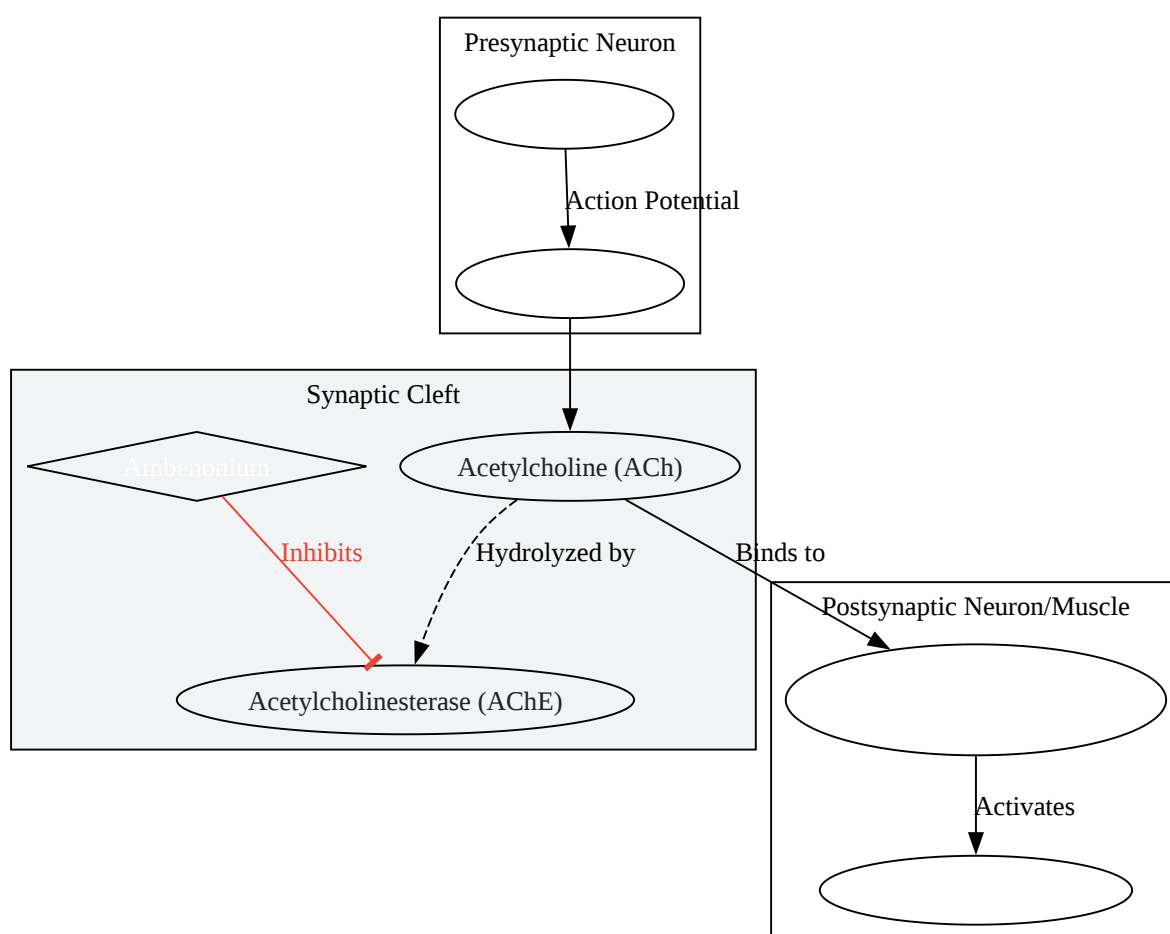 Presynaptic Neuron
Action Potential
Synaptic Cleft
Ambenonium
Acetylcholine (ACh)
Inhibits
Hydrolyzed by
Binds to
Postsynaptic Neuron/Muscle
Acetylcholinesterase (AChE)
Activates